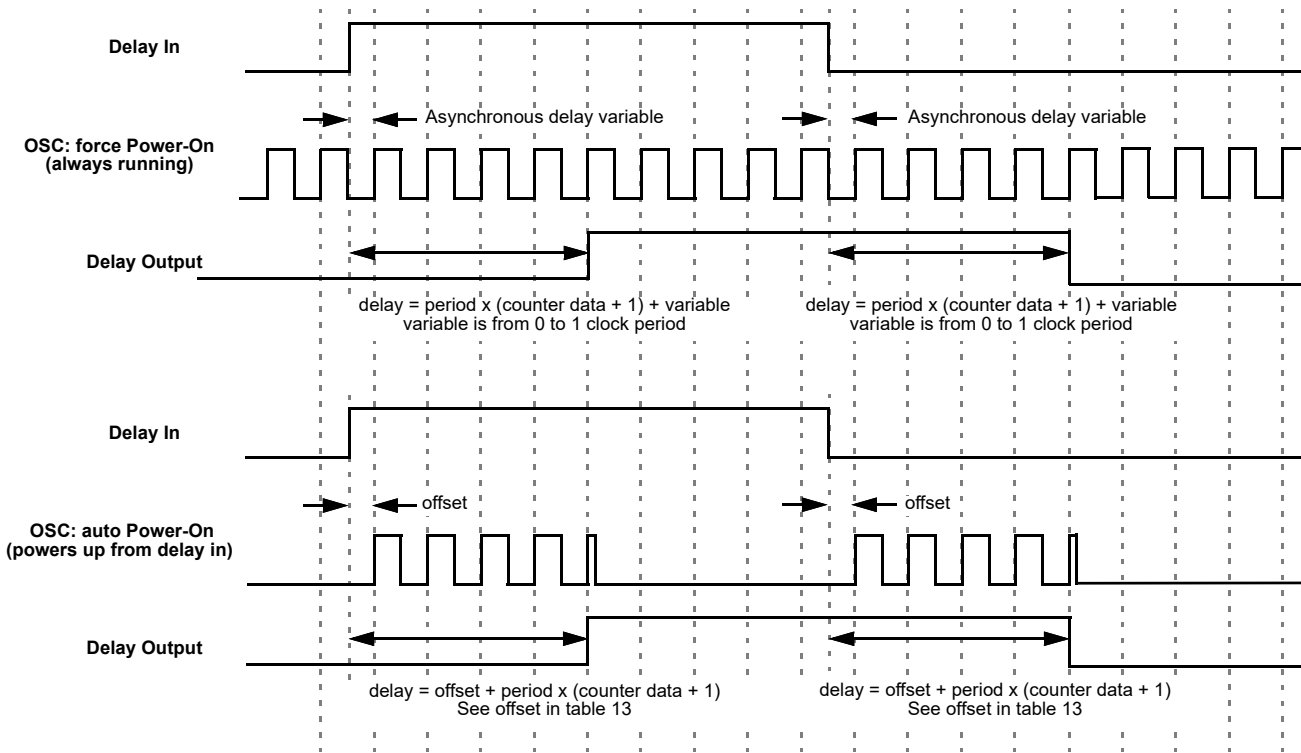 Delay In
Asynchronous delay variable
Asynchronous delay variable
OSC: force Power-On
(always running)
Delay Output
delay = period x (counter data + 1) + variable
variable is from 0 to 1 clock period
delay = period x (counter data + 1) + variable
variable is from 0 to 1 clock period
Delay In
offset
offset
OSC: auto Power-On
(powers up from delay in)
Delay Output
delay = offset + period x (counter data + 1)
See offset in table 13
delay = offset + period x (counter data + 1)
See offset in table 13